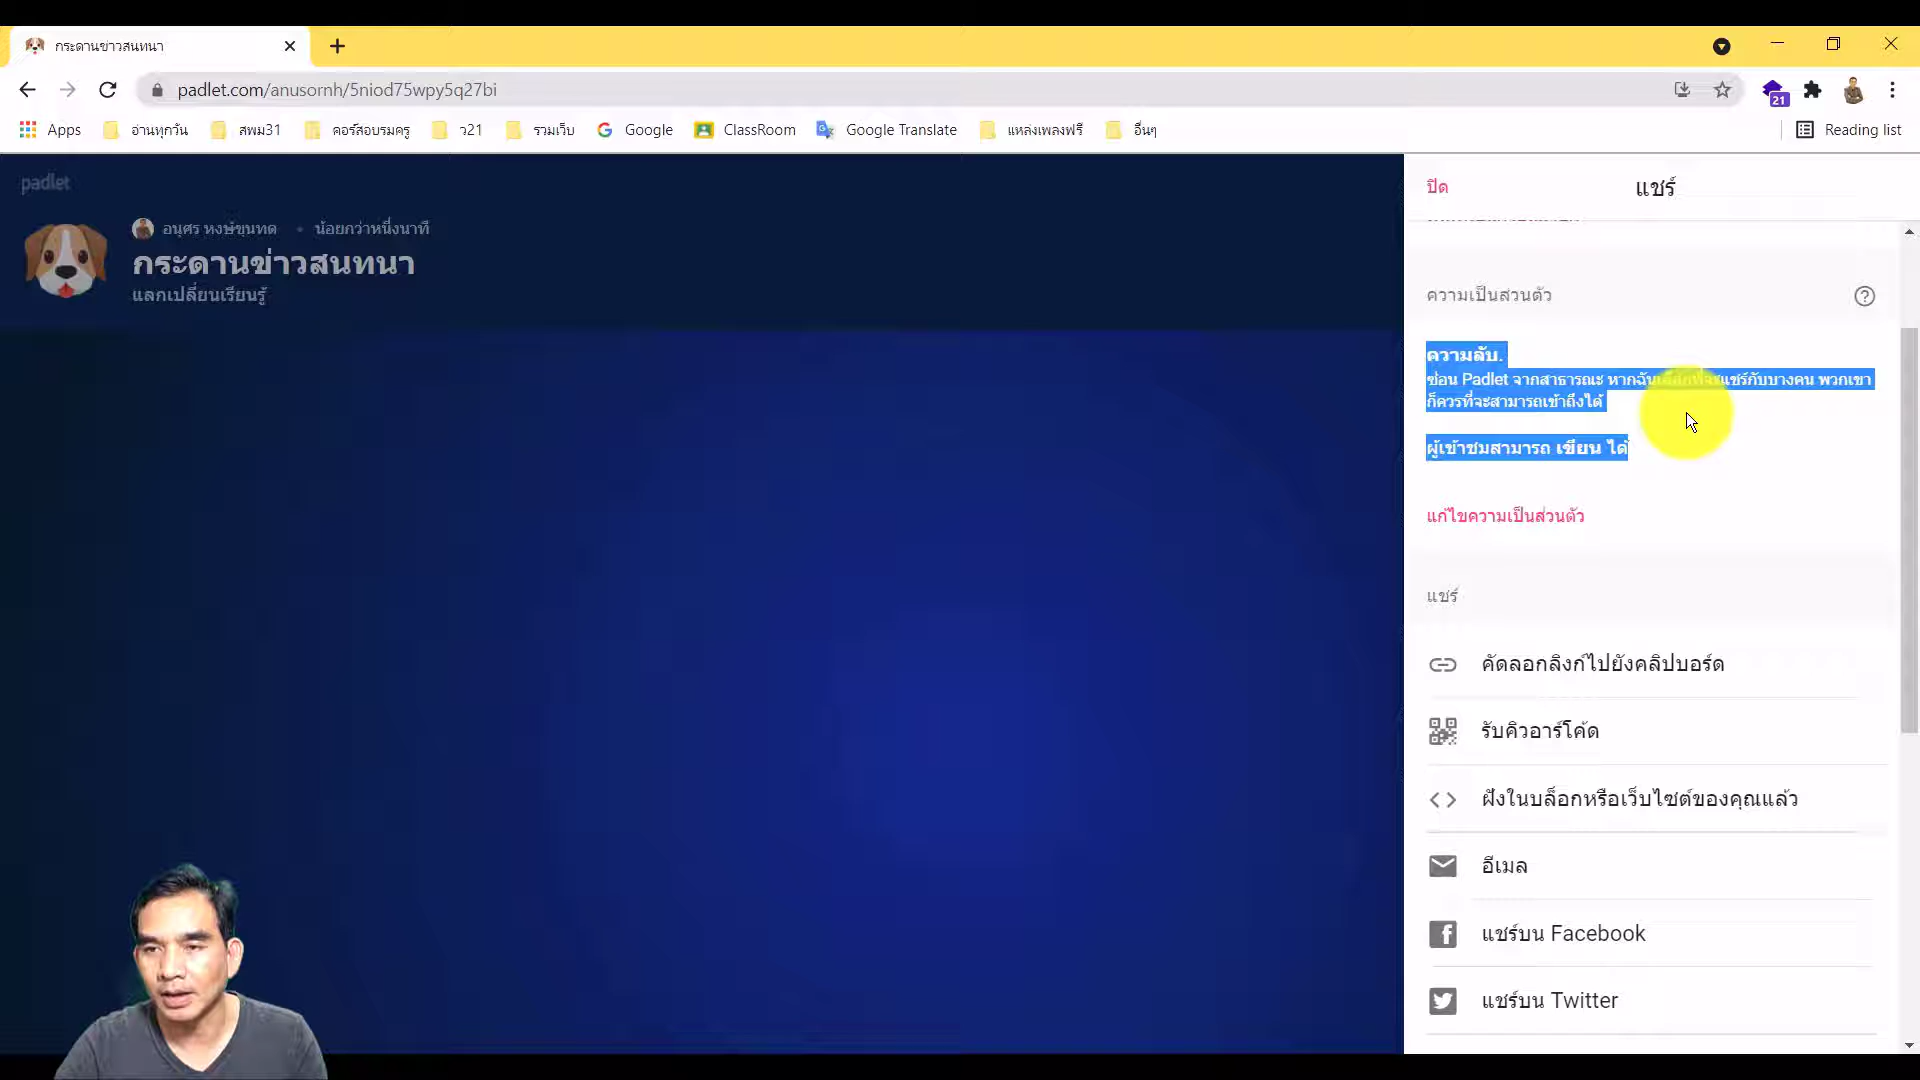 กระดานข่าวสนทนา
padlet.com/anusornh/5niod75wpy5q27bi
21
Apps
อ่านทุกวัน
สพม31
คอร์สอบรมครู
ว21
รวมเว็บ
Google
ClassRoom
Google Translate
แหล่งเพลงฟรี
อื่นๆ
Reading list
padlet
อนุศร หงษ์ขุนทด • น้อยกว่าหนึ่งนาที
กระดานข่าวสนทนา
แลกเปลี่ยนเรียนรู้
ปิด
แชร์
ความเป็นส่วนตัว
ความลับ.
ซ่อน Padlet จากสาธารณะ หากฉันเลือกที่จะแชร์กับบางคน พวกเขา
ก็ควรที่จะสามารถเข้าถึงได้
ผู้เข้าชมสามารถ เขียน ได้
แก้ไขความเป็นส่วนตัว
แชร์
คัดลอกลิงก์ไปยังคลิปบอร์ด
รับคิวอาร์โค้ด
ฝังในบล็อกหรือเว็บไซต์ของคุณแล้ว
อีเมล
แชร์บน Facebook
แชร์บน Twitter